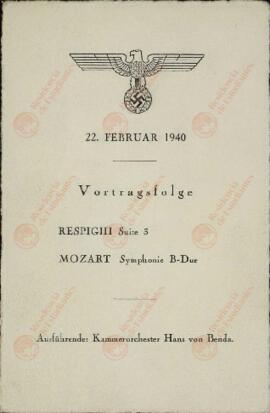 22. FEBRUAR 1940
Vortragsfolge
RESPIGHI Suite 3
MOZART Symphonie B-Dur
Ausführende: Kammerorchester Hans von Benda.